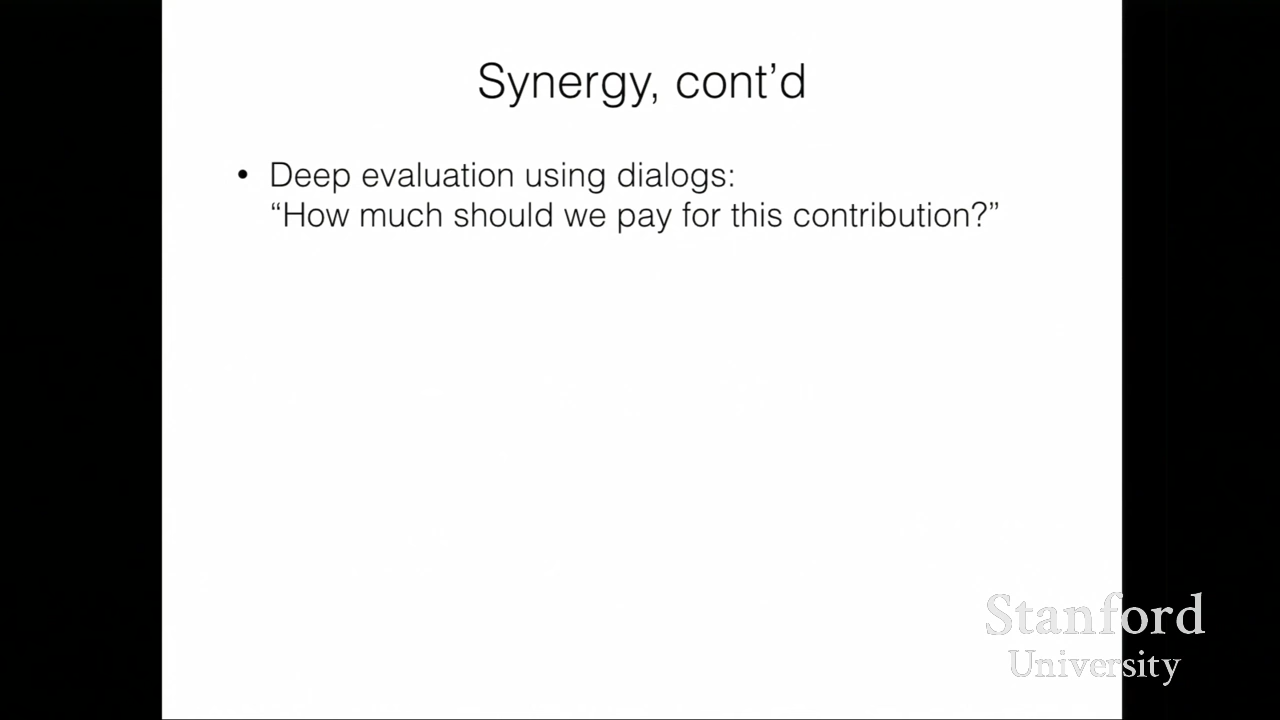 Synergy, cont’d
• Deep evaluation using dialogs:
“How much should we pay for this contribution?”
Stanford
University